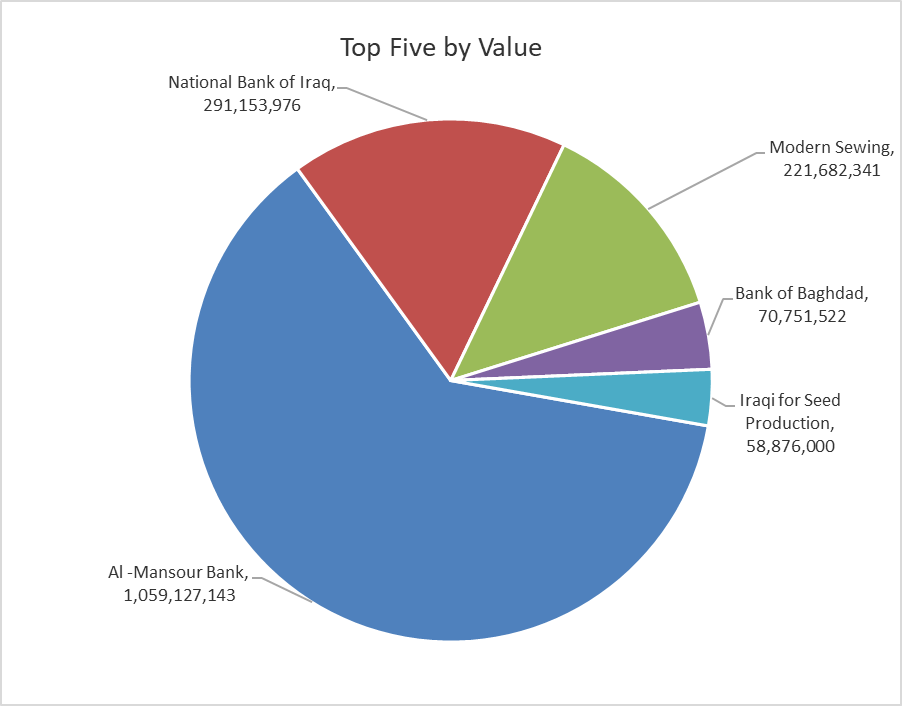 Top Five by Value
National Bank of Iraq,
291,153,976
Modern Sewing,
221,682,341
Bank of Baghdad,
70,751,522
Iraqi for Seed
Production,
58,876,000
Al -Mansour Bank,
1,059,127,143